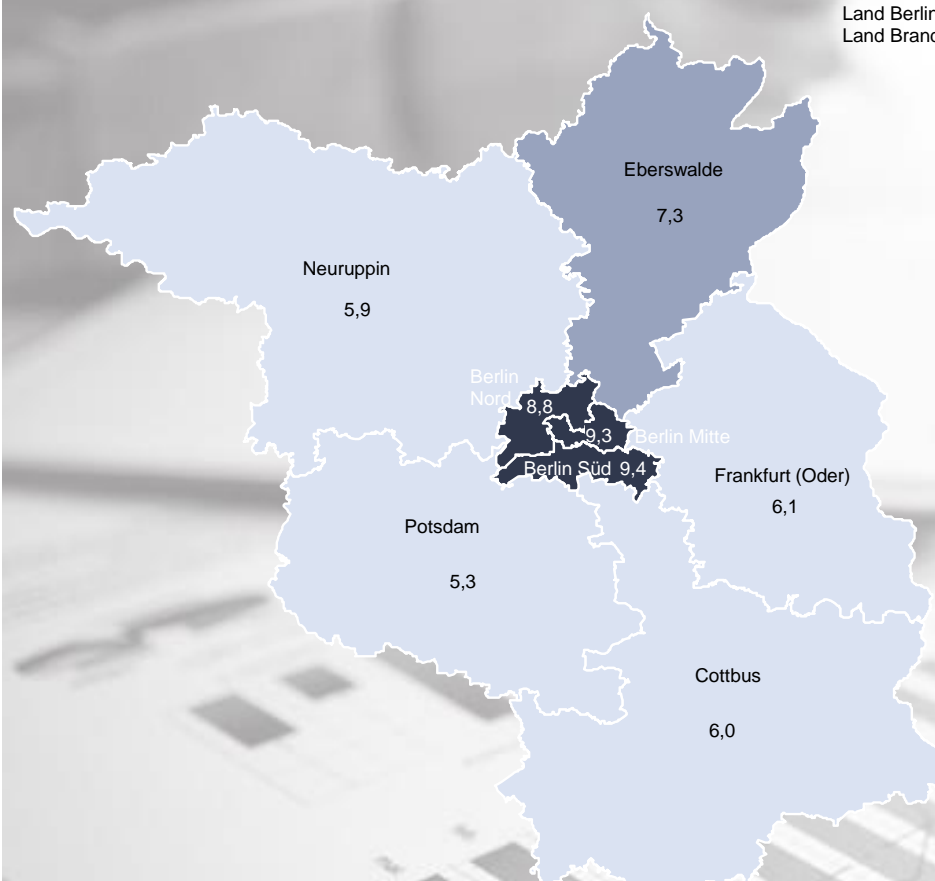 Land Berlin
Eberswalde
7,3
Neuruppin
5,9
Berlin
Nord
8,8
9,3
Berlin Mitte
Berlin Süd 9,4
Frankfurt (Oder)
6,1
Potsdam
5,3
Cottbus
6,0